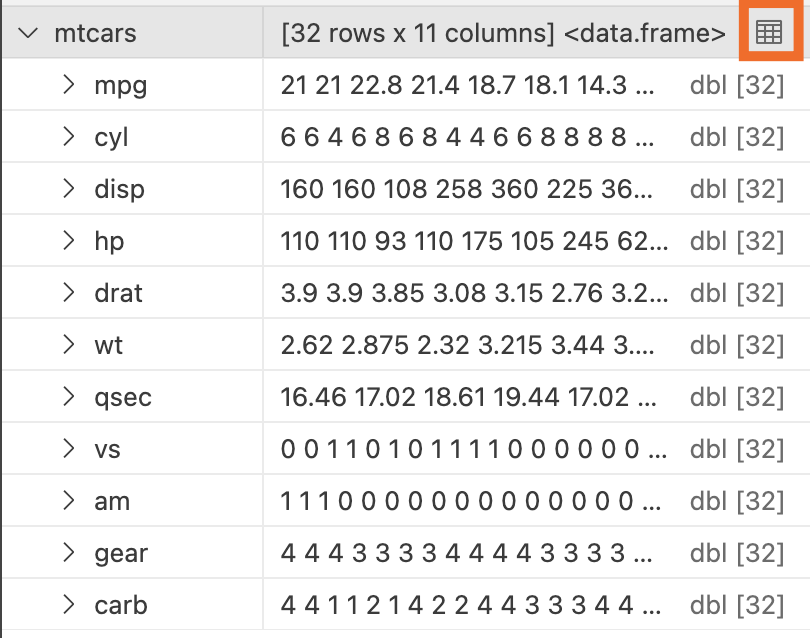 mtcars [32 rows x 11 columns] <data.frame>
mpg 21 21 22.8 21.4 18.7 18.1 14.3 ... dbl [32]
cyl 6 6 4 6 8 6 8 4 4 6 6 8 8 8 8 ... dbl [32]
disp 160 160 108 258 360 225 36... dbl [32]
hp 110 110 93 110 175 105 245 62... dbl [32]
drat 3.9 3.9 3.85 3.08 3.15 2.76 3.2... dbl [32]
wt 2.62 2.875 2.32 3.215 3.44 3.... dbl [32]
qsec 16.46 17.02 18.61 19.44 17.02 ... dbl [32]
vs 0 0 1 1 0 1 0 1 1 1 1 0 0 0 0 0 0 ... dbl [32]
am 1 1 1 0 0 0 0 0 0 0 0 0 0 0 0 0 ... dbl [32]
gear 4 4 4 3 3 3 3 4 4 4 4 3 3 3 3 ... dbl [32]
carb 4 4 1 1 2 1 4 2 2 4 4 3 3 3 4 4 ... dbl [32]